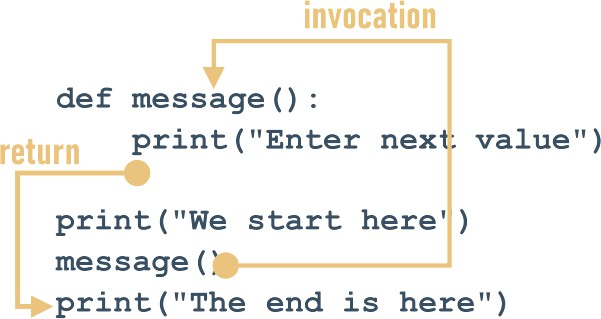 invocation
def message():
    print("Enter next value")
return
print("We start here")
message()
print("The end is here")